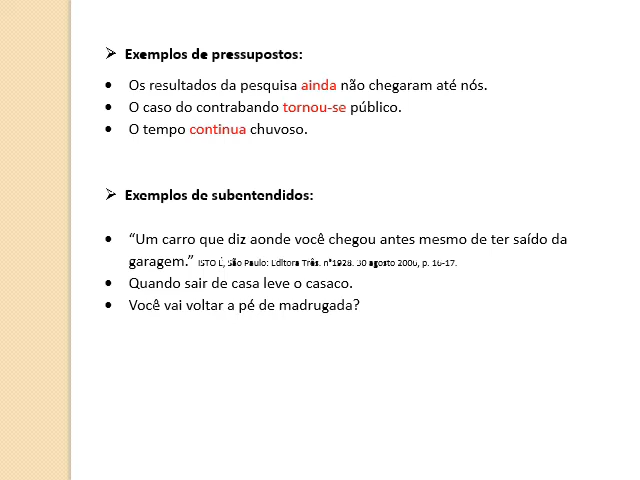 ➢ Exemplos de pressupostos:
• Os resultados da pesquisa ainda não chegaram até nós.
• O caso do contrabando tornou-se público.
• O tempo continua chuvoso.
➢ Exemplos de subentendidos:
• “Um carro que diz aonde você chegou antes mesmo de ter saído da
garagem.” ISTO É, São Paulo: Editora Três. n°1928. 30 agosto 2006, p. 16-17.
• Quando sair de casa leve o casaco.
• Você vai voltar a pé de madrugada?